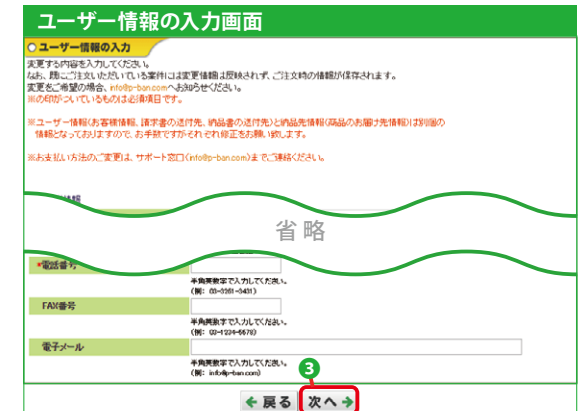 ユーザー情報の入力画面
ユーザー情報の入力
変更する内容を入力してください。
なお、既にご注文いただいている案件には変更情報は反映されず、ご注文時の情報が保存されます。
変更をご希望の場合、info@p-ban.comへお知らせください。
※の印がついているものは必須項目です。
※ユーザー情報(お客様情報、請求書の送付先、納品書の送付先)と納品先情報(商品のお届け先情報)は別個の
情報となっておりますので、お手数ですがそれぞれ修正をお願い致します。
※お支払い方法のご変更は、サポート窓口(info@p-ban.com)までご連絡ください。
省略
*電話番号
半角英数字で入力してください。
(例: 03-3261-3431)
FAX番号
半角英数字で入力してください。
(例: 03-1234-5678)
電子メール
半角英数字で入力してください。
(例: info@p-ban.com)
3
戻る 次へ